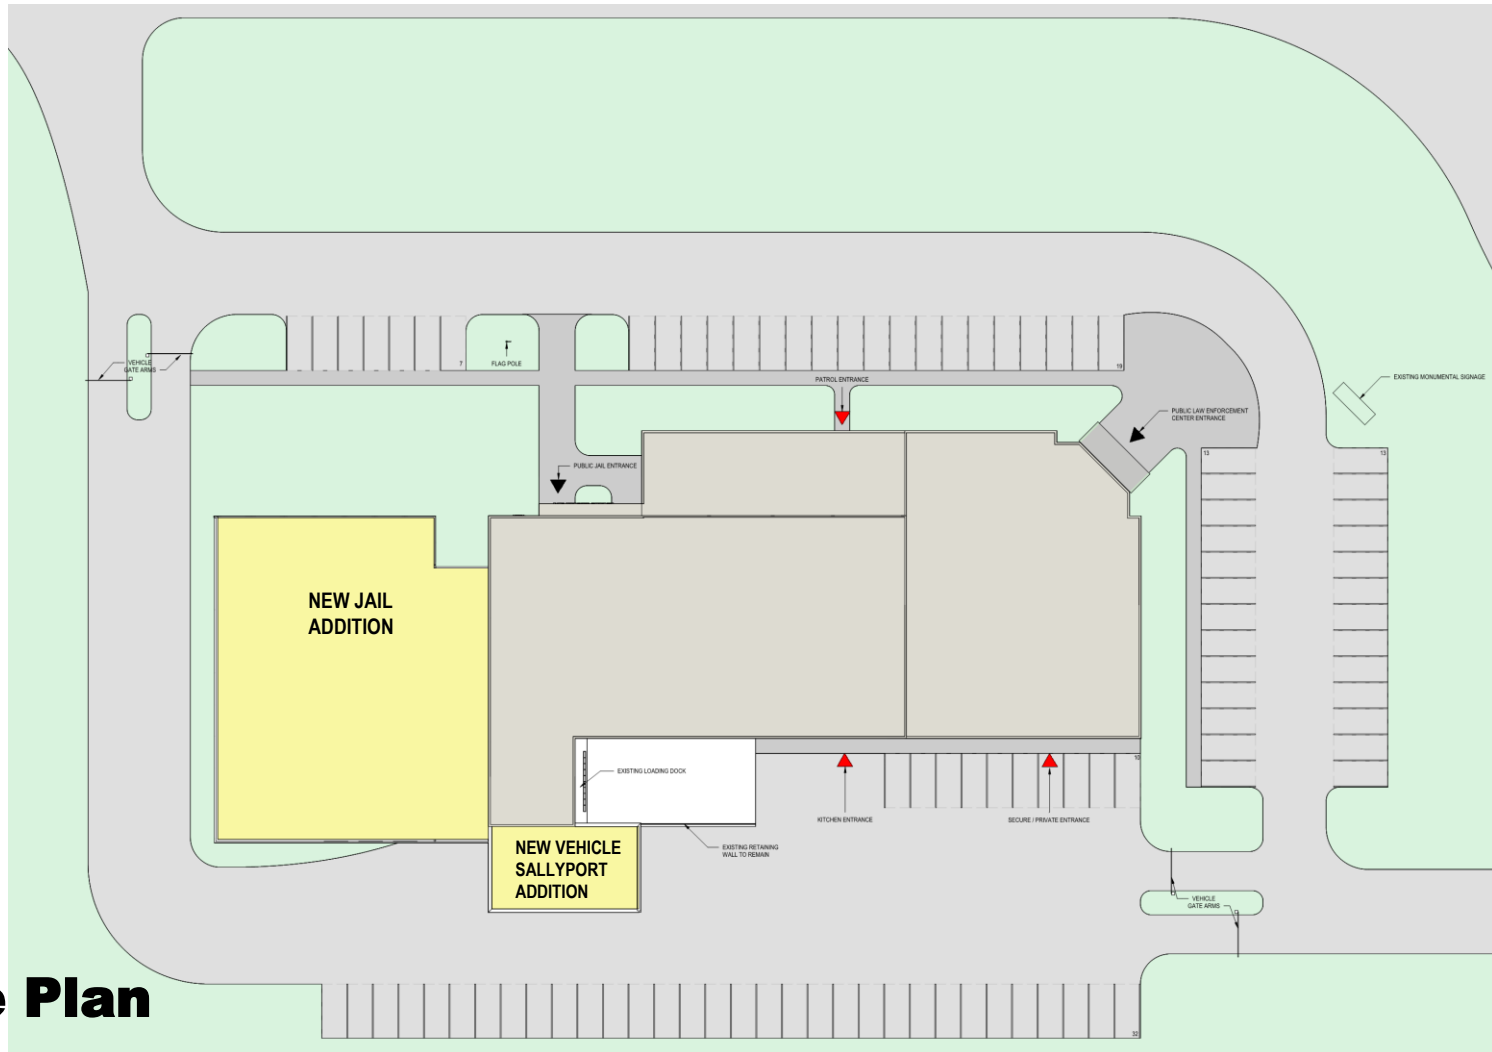 7
FLAG POLE
19
VEHICLE
GATE ARMS
PATROL ENTRANCE
EXISTING MONUMENTAL SIGNAGE
PUBLIC LAW ENFORCEMENT
CENTER ENTRANCE
13
13
PUBLIC JAIL ENTRANCE
NEW JAIL
ADDITION
EXISTING LOADING DOCK
10
KITCHEN ENTRANCE
SECURE / PRIVATE ENTRANCE
NEW VEHICLE
SALLYPORT
ADDITION
EXISTING RETAINING
WALL TO REMAIN
VEHICLE
GATE ARMS
e Plan
32